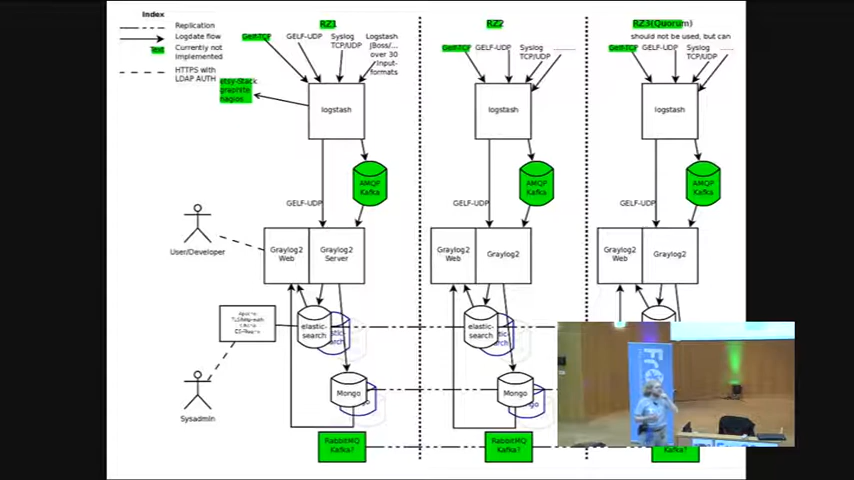 Index
Replication
Logdate flow
Text
Currently not
implemented
HTTPS with
LDAP AUTH
RZ1
RZ2
RZ3(Quorum)
should not be used, but can
Gelf-TCP
GELF-UDP
Syslog
TCP/UDP
Logstash
JBoss/...
over 30
Input-
formats
Gelf-TCP
GELF-UDP
Syslog
TCP/UDP
..........
Gelf-TCP
GELF-UDP
Syslog
TCP/UDP
......
etsy-Stack
graphite
nagios...
logstash
logstash
logstash
AMQP
Kafka
AMQP
Kafka
AMQP
Kafka
GELF-UDP
GELF-UDP
GELF-UDP
User/Developer
Graylog2
Web
Graylog2
Server
Graylog2
Web
Graylog2
Graylog2
Web
Graylog2
elastic-
search
elastic-
search
Sysadmin
Mongo
Mongo
RabbitMQ
Kafka?
RabbitMQ
Kafka?
Kafka?